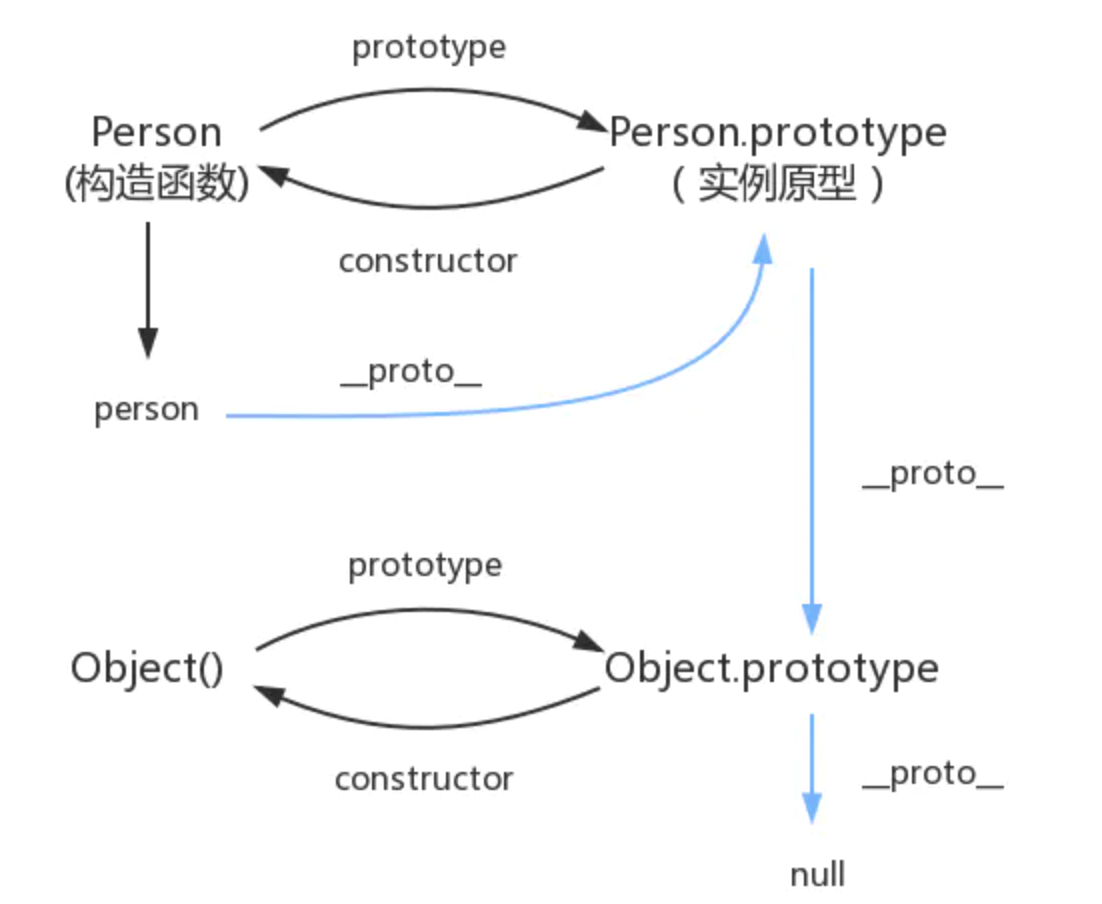 prototype
Person
(构造函数)
Person.prototype
(实例原型)
constructor
__proto__
person
__proto__
prototype
Object()
Object.prototype
constructor
__proto__
null